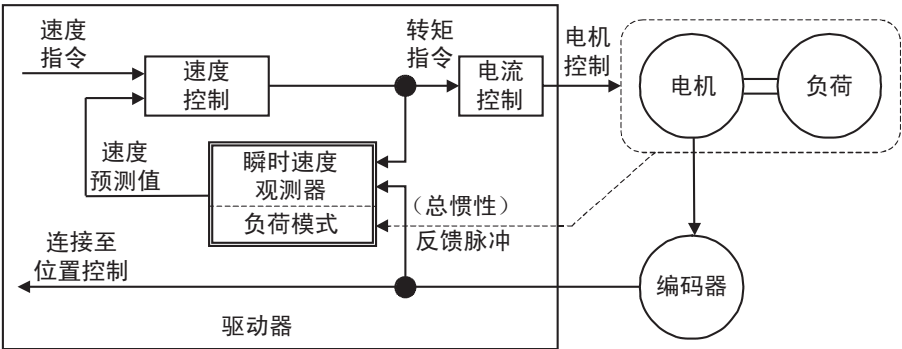 速度
指令
速度
控制
转矩
指令
电流
控制
电机
控制
电机
负荷
速度
预测值
瞬时速度
观测器
负荷模式
（总惯性）
反馈脉冲
连接至
位置控制
编码器
驱动器